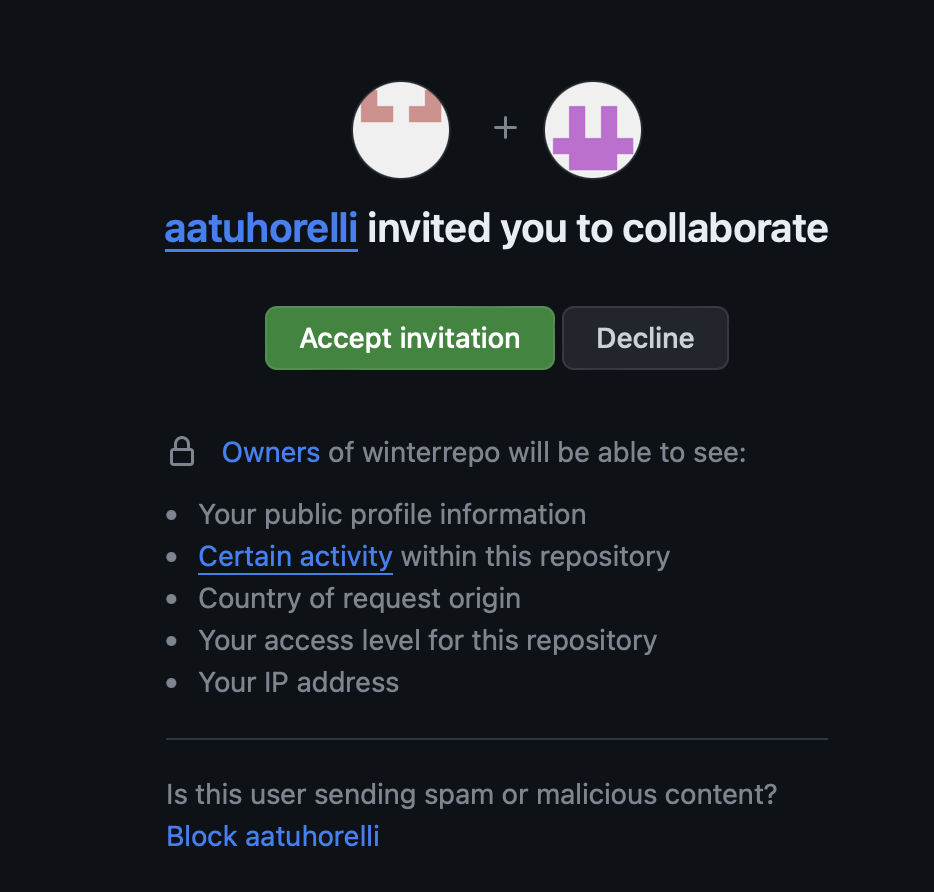 aatuhorelli invited you to collaborate
Accept invitation Decline
Owners of winterrepo will be able to see:
Your public profile information
Certain activity within this repository
Country of request origin
Your access level for this repository
Your IP address
Is this user sending spam or malicious content?
Block aatuhorelli